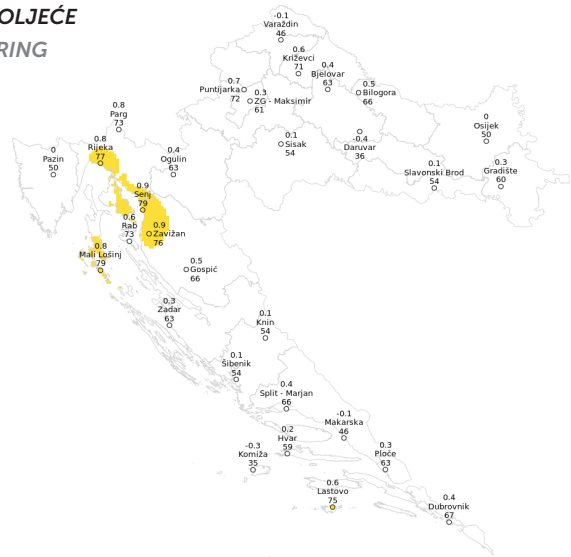 OLJEĆE
RING
-0.1
Varaždin
46
0.6
Križevci
71
0.4
Bjelovar
63
0.7
Puntijarka
72
0.3
ZG - Maksimir
61
0.5
Bilogora
66
0.8
Parg
73
0
Osijek
50
0.1
Sisak
54
-0.4
Daruvar
36
0.8
Rijeka
77
0
Pazin
50
0.4
Ogulin
63
0.1
Slavonski Brod
54
0.3
Gradište
60
0.9
Senj
79
0.6
Rab
73
0.9
Zavižan
76
0.8
Mali Lošinj
79
0.5
Gospić
66
0.3
Zadar
63
0.1
Knin
54
0.1
Šibenik
54
0.4
Split - Marjan
66
-0.1
Makarska
46
0.2
Hvar
59
-0.3
Komiža
35
0.3
Ploče
63
0.6
Lastovo
75
0.4
Dubrovnik
67